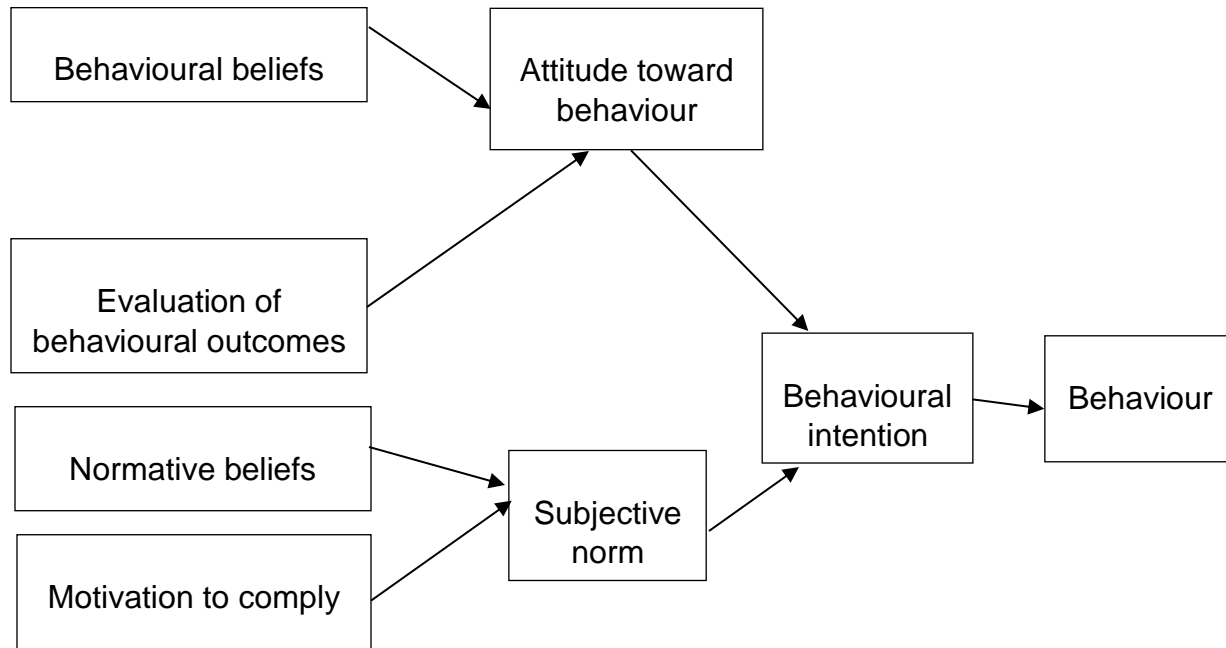 Behavioural beliefs
Attitude toward
behaviour
Evaluation of
behavioural outcomes
Behavioural
intention
Behaviour
Normative beliefs
Subjective
norm
Motivation to comply